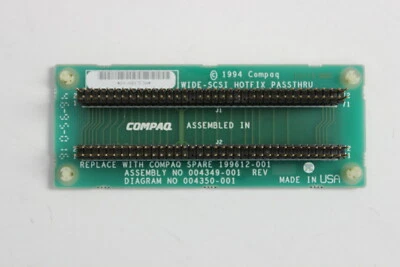 © 1994 Compaq
WIDE-SCSI HOTFIX PASSTHRU
J1
COMPAQ ASSEMBLED IN
J2
REPLACE WITH COMPAQ SPARE 199612-001
ASSEMBLY NO 004349-001 REV
DIAGRAM NO 004350-001
MADE IN USA